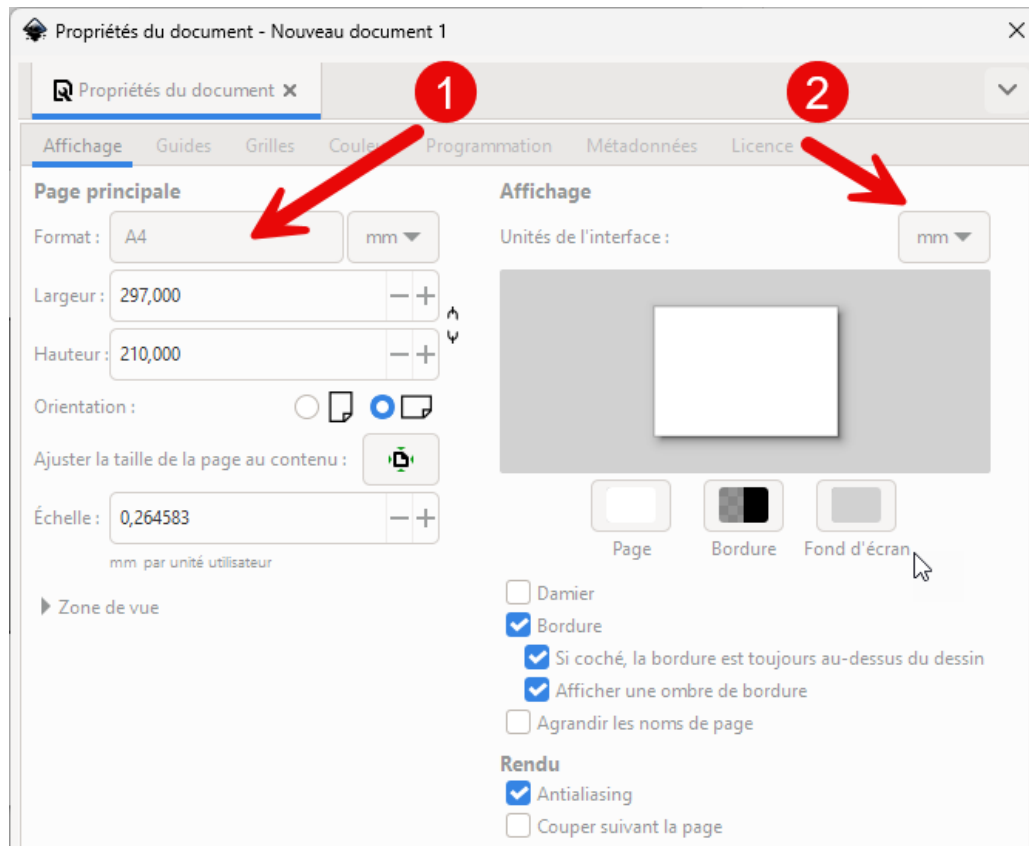 Propriétés du document - Nouveau document 1
Propriétés du document
1
2
Affichage Guides Grilles Couleu Programmation Métadonnées Licence
Page principale
Format : A4 mm
Largeur : 297,000
Hauteur : 210,000
Orientation :
Ajuster la taille de la page au contenu :
Échelle : 0,264583
mm par unité utilisateur
Zone de vue
Affichage
Unités de l'interface : mm
Page Bordure Fond d'écran
Damier
Bordure
Si coché, la bordure est toujours au-dessus du dessin
Afficher une ombre de bordure
Agrandir les noms de page
Rendu
Antialiasing
Couper suivant la page